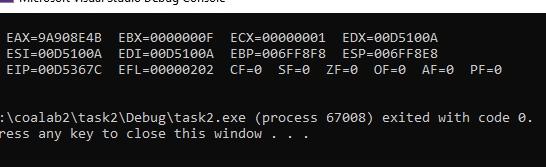 Microsoft Visual Studio Debug Console
EAX=9A908E4B EBX=0000000F ECX=00000001 EDX=00D5100A
ESI=00D5100A EDI=00D5100A EBP=006FF8F8 ESP=006FF8E8
EIP=00D5367C EFL=00000202 CF=0 SF=0 ZF=0 OF=0 AF=0 PF=0
:\coalab2\task2\Debug\task2.exe (process 67008) exited with code 0.
ress any key to close this window . . .